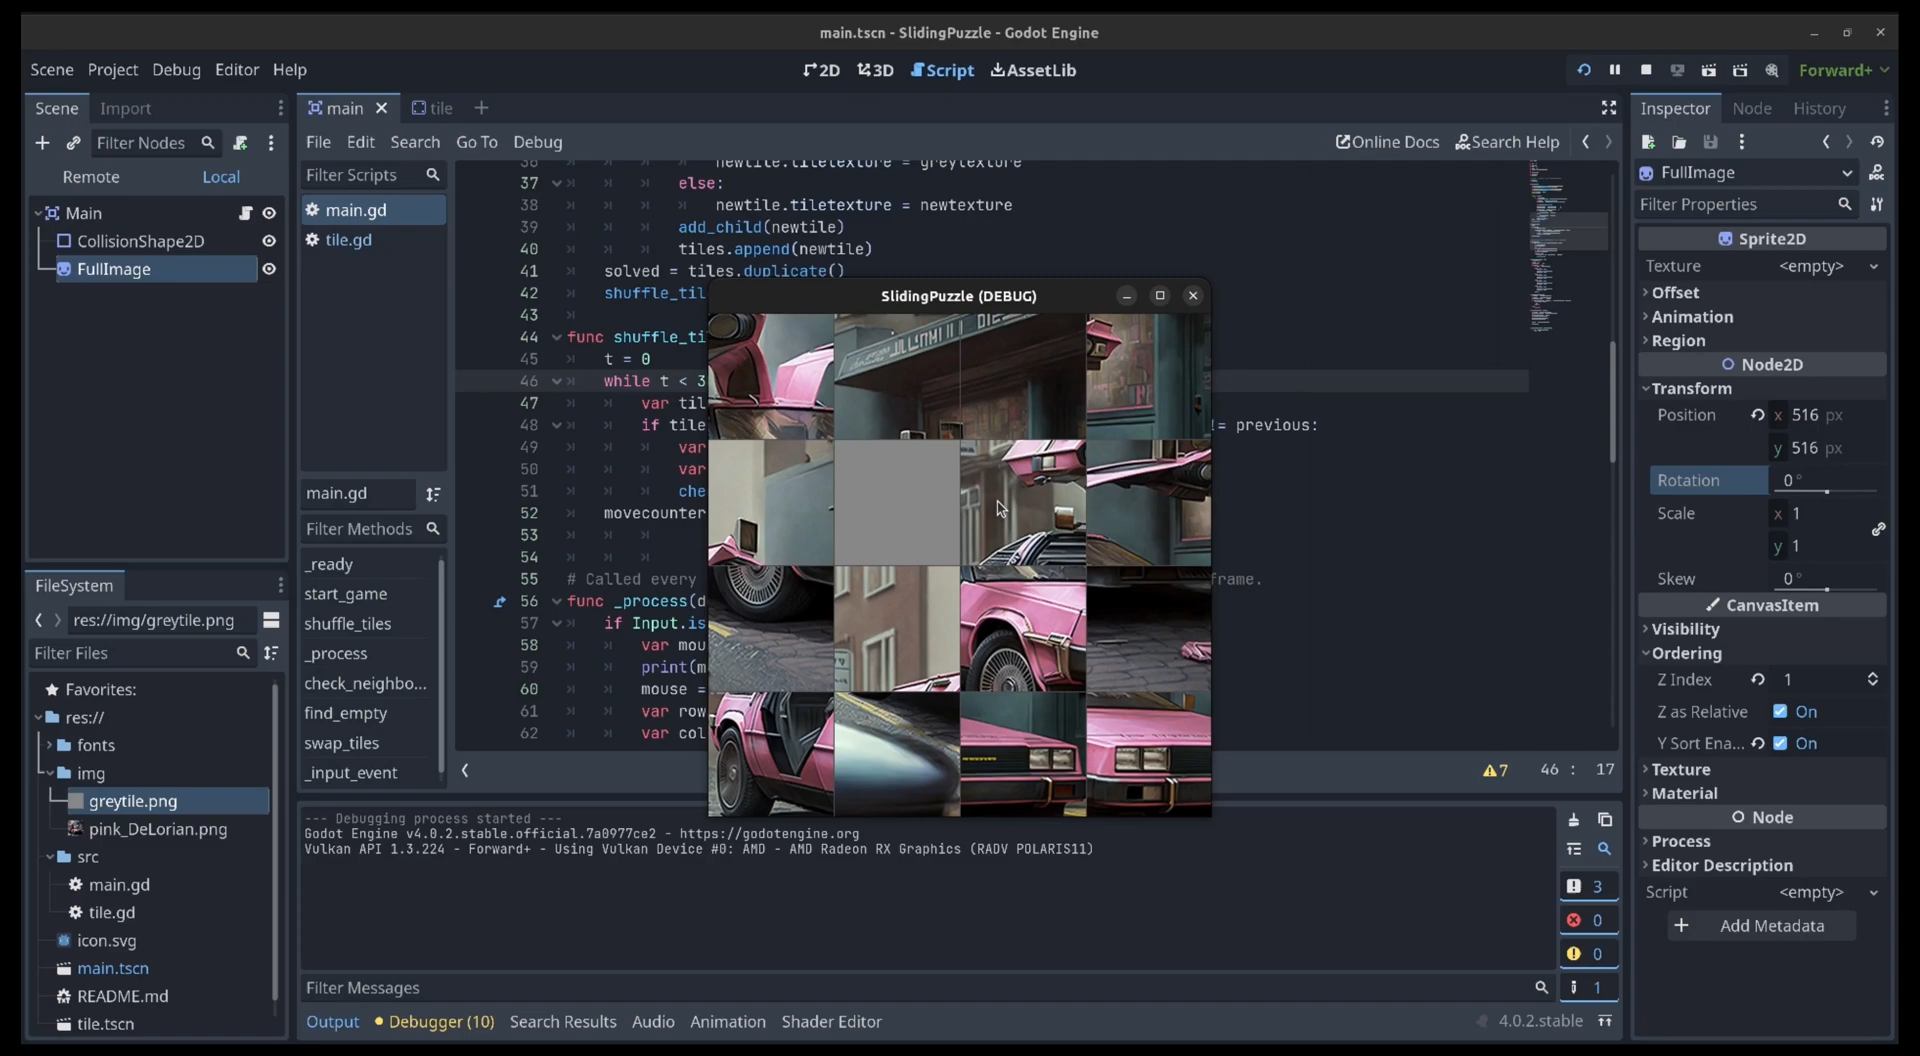 main.tscn - SlidingPuzzle - Godot Engine
Scene Project Debug Editor Help
2D 3D Script AssetLib
Forward+
Scene Import
Filter Nodes
Remote Local
Main
CollisionShape2D
FullImage
FileSystem
res://img/greytile.png
Filter Files
Favorites:
res://
fonts
img
greytile.png
pink_DeLorian.png
src
main.gd
tile.gd
icon.svg
main.tscn
README.md
tile.tscn
main tile
File Edit Search Go To Debug
Online Docs Search Help
Filter Scripts
main.gd
tile.gd
main.gd
Filter Methods
_ready
start_game
shuffle_tiles
_process
check_neighbo...
find_empty
swap_tiles
_input_event
36 newtile.tiletexture = greytexture
37 else:
38 newtile.tiletexture = newtexture
39 add_child(newtile)
40 tiles.append(newtile)
41 solved = tiles.duplicate()
42 shuffle_til
43
44 func shuffle_ti
45 t = 0
46 while t < 3
47 var til
48 if tile != previous:
49 var
50 var
51 che
52 movecounter
53
54
55 # Called every frame.
56 func _process(d
57 if Input.is
58 var mou
59 print(m
60 mouse =
61 var row
62 var col
SlidingPuzzle (DEBUG)
7 46 : 17
--- Debugging process started ---
Godot Engine v4.0.2.stable.official.7a0977ce2 - https://godotengine.org
Vulkan API 1.3.224 - Forward+ - Using Vulkan Device #0: AMD - AMD Radeon RX Graphics (RADV POLARIS11)
3
0
0
1
Filter Messages
Output Debugger (10) Search Results Audio Animation Shader Editor
4.0.2.stable
Inspector Node History
FullImage
Filter Properties
Sprite2D
Texture <empty>
Offset
Animation
Region
Node2D
Transform
Position x 516 px
y 516 px
Rotation 0 °
Scale x 1
y 1
Skew 0 °
CanvasItem
Visibility
Ordering
Z Index 1
Z as Relative On
Y Sort Ena... On
Texture
Material
Node
Process
Editor Description
Script <empty>
Add Metadata